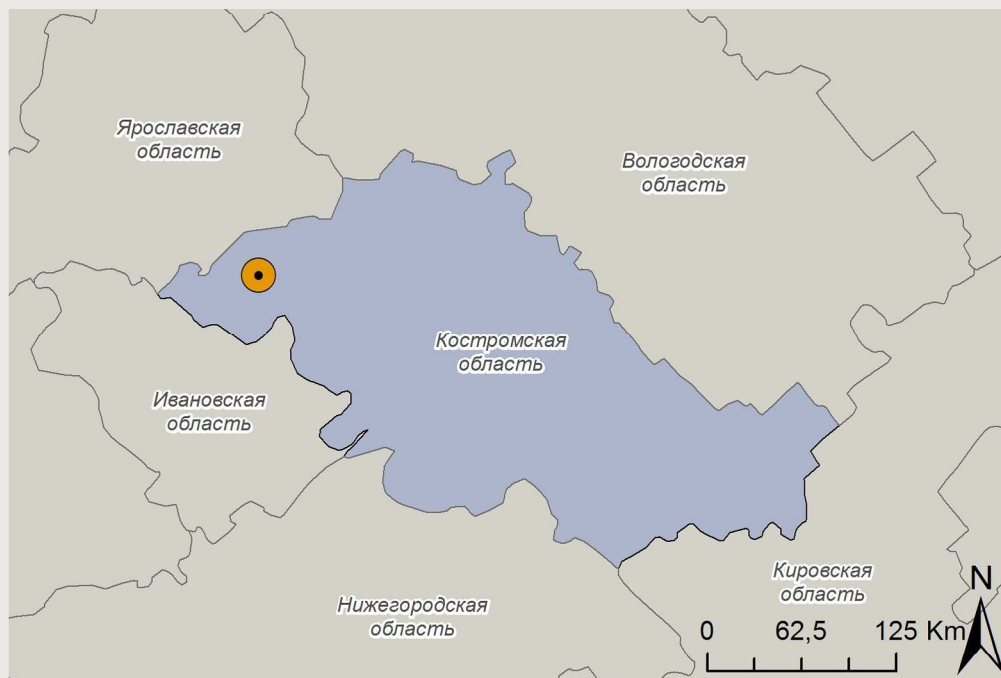 Ярославская
область
Вологодская
область
Костромская
область
Ивановская
область
Кировская
область
Нижегородская
область
N
0 62,5 125 Km